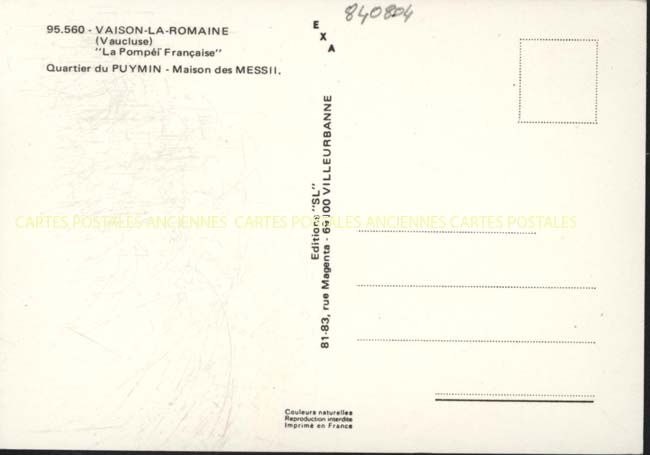 95.560 - VAISON-LA-ROMAINE
(Vaucluse)
"La Pompéï Française"
Quartier du PUYMIN - Maison des MESSII.
EXA
840804
Editions "SL"
81-83, rue Magenta - 69100 VILLEURBANNE
CARTES POSTALES ANCIENNES CARTES POSTALES ANCIENNES CARTES POSTALES
Couleurs naturelles
Reproduction interdite
Imprimé en France